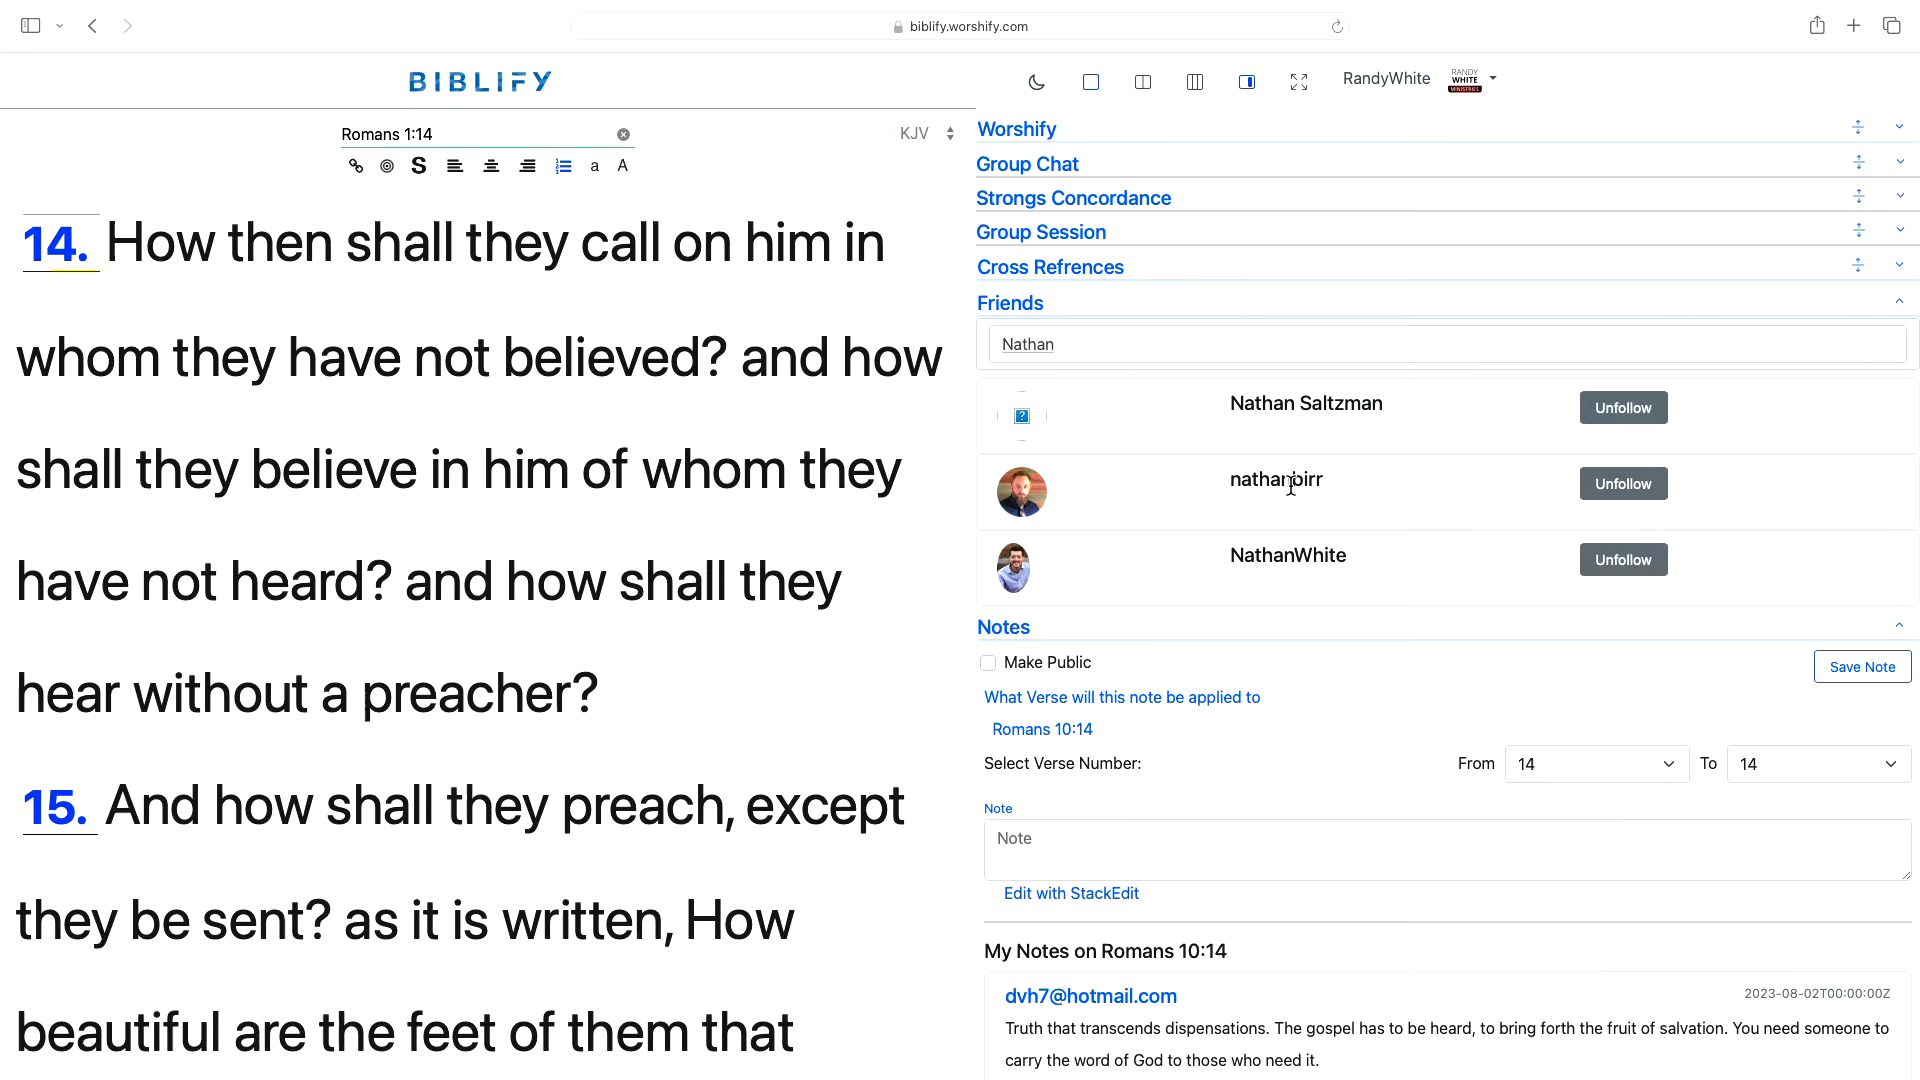 biblify.worshify.com
BIBLIFY
RandyWhite
RANDY
WHITE
MINISTRIES
Romans 1:14
KJV
S
a
A
14. How then shall they call on him in
whom they have not believed? and how
shall they believe in him of whom they
have not heard? and how shall they
hear without a preacher?
15. And how shall they preach, except
they be sent? as it is written, How
beautiful are the feet of them that
Worshify
Group Chat
Strongs Concordance
Group Session
Cross Refrences
Friends
Nathan
Nathan Saltzman
Unfollow
Unfollow
NathanWhite
Unfollow
Notes
Make Public
Save Note
What Verse will this note be applied to
Romans 10:14
Select Verse Number:
From 14 To 14
Note
Note
Edit with StackEdit
My Notes on Romans 10:14
dvh7@hotmail.com
2023-08-02T00:00:00Z
Truth that transcends dispensations. The gospel has to be heard, to bring forth the fruit of salvation. You need someone to
carry the word of God to those who need it.